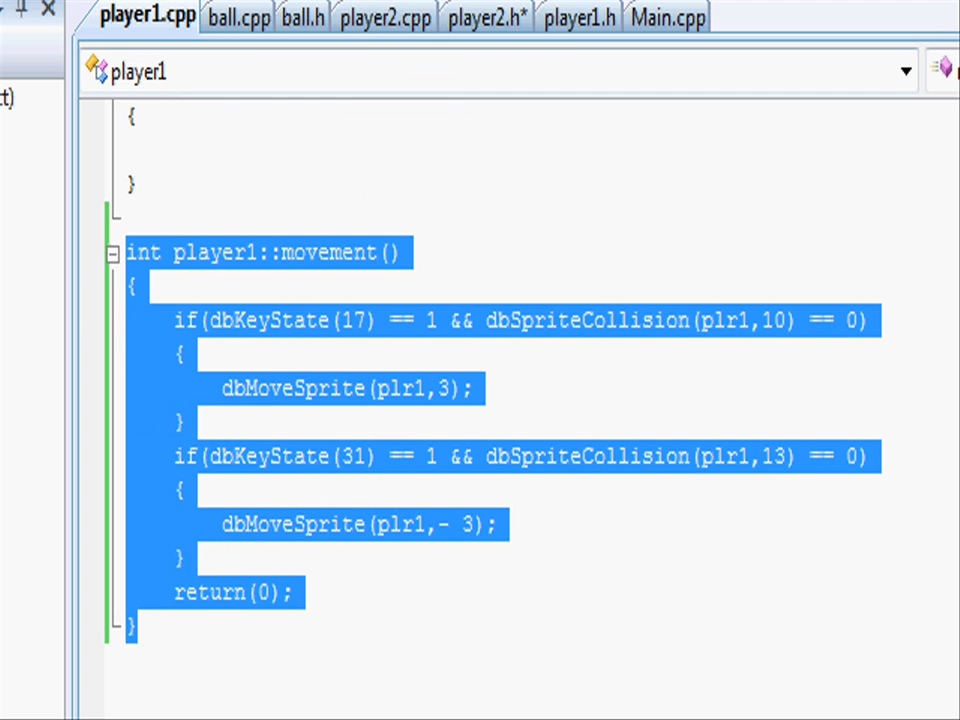 player1.cpp ball.cpp ball.h player2.cpp player2.h* player1.h Main.cpp
player1
t)
{
}
int player1::movement()
{
if(dbKeyState(17) == 1 && dbSpriteCollision(plr1,10) == 0)
{
dbMoveSprite(plr1,3);
}
if(dbKeyState(31) == 1 && dbSpriteCollision(plr1,13) == 0)
{
dbMoveSprite(plr1,- 3);
}
return(0);
}